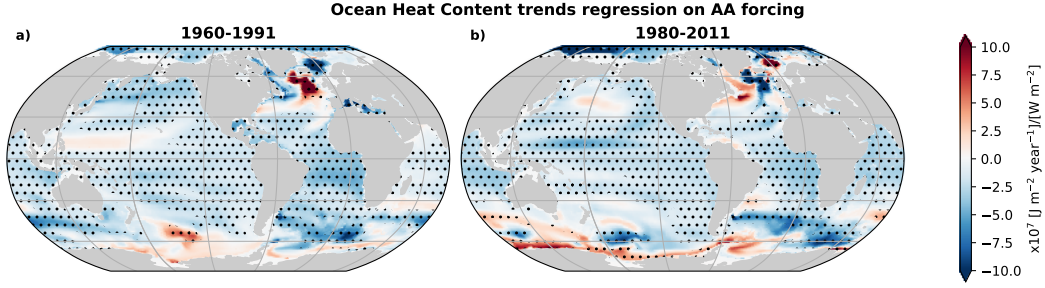 Ocean Heat Content trends regression on AA forcing
a)
1960-1991
b)
1980-2011
10.0
7.5
5.0
2.5
0.0
−2.5
−5.0
−7.5
−10.0
x10⁷ [J m⁻² year⁻¹]/[W m⁻²]